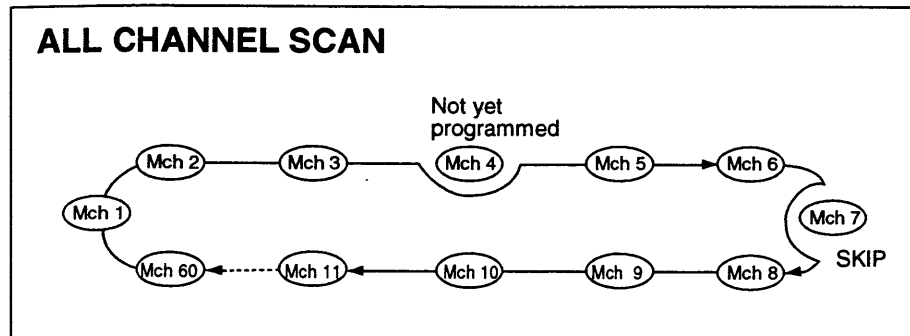 ALL CHANNEL SCAN
Not yet
programmed
Mch 1
Mch 2
Mch 3
Mch 4
Mch 5
Mch 6
Mch 7
SKIP
Mch 8
Mch 9
Mch 10
Mch 11
Mch 60